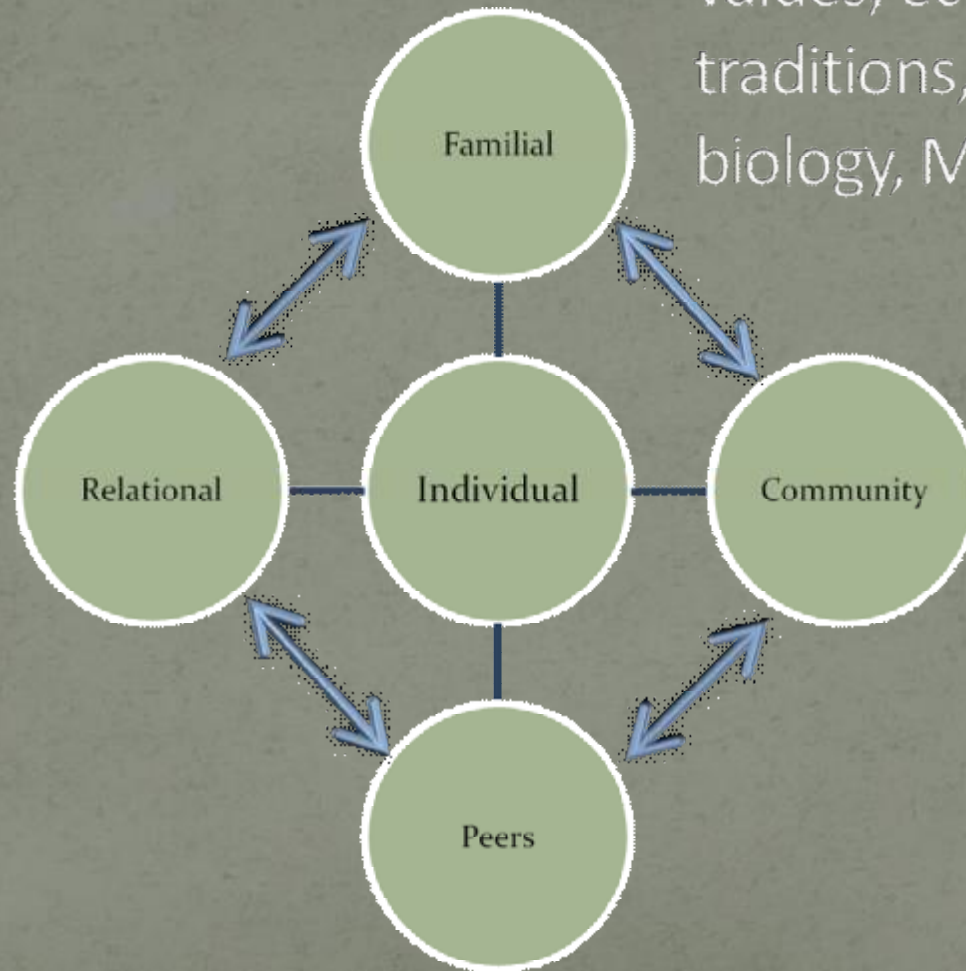 traditions,
biology,
Familial
Relational
Individual
Community
Peers